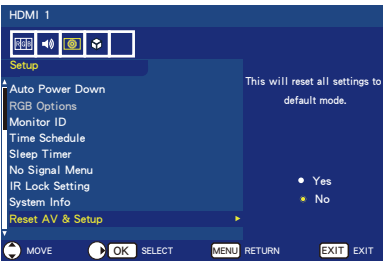 HDMI 1
RGB
Setup
Auto Power Down
RGB Options
Monitor ID
Time Schedule
Sleep Timer
No Signal Menu
IR Lock Setting
System Info
Reset AV & Setup
This will reset all settings to
default mode.
Yes
No
MOVE OK SELECT MENU RETURN EXIT EXIT